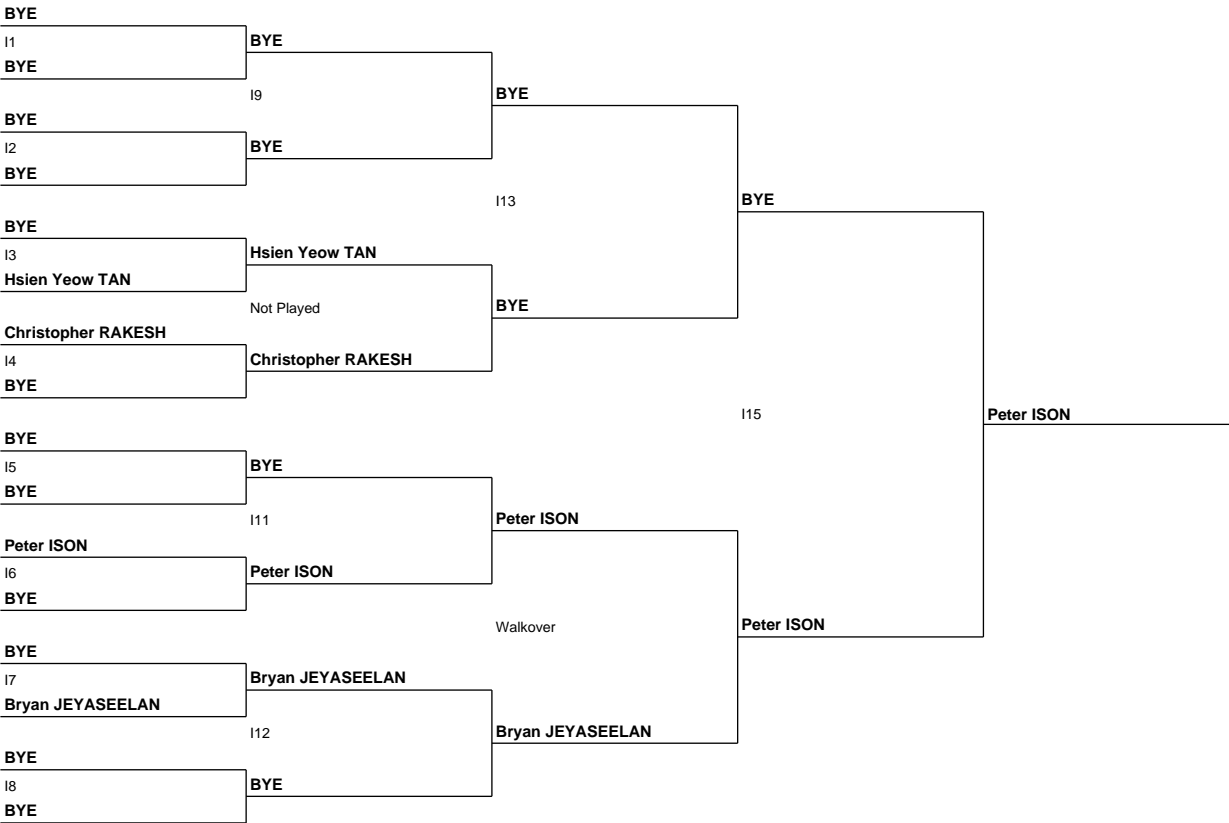 BYE
I1
BYE
BYE
I2
BYE
BYE
I3
Hsien Yeow TAN
Christopher RAKESH
I4
BYE
BYE
I5
BYE
Peter ISON
I6
BYE
BYE
I7
Bryan JEYASEELAN
BYE
I8
BYE
BYE
I9
BYE
Hsien Yeow TAN
Not Played
Christopher RAKESH
BYE
I11
Peter ISON
Bryan JEYASEELAN
I12
BYE
BYE
I13
BYE
Peter ISON
Walkover
Bryan JEYASEELAN
BYE
I15
Peter ISON
Peter ISON